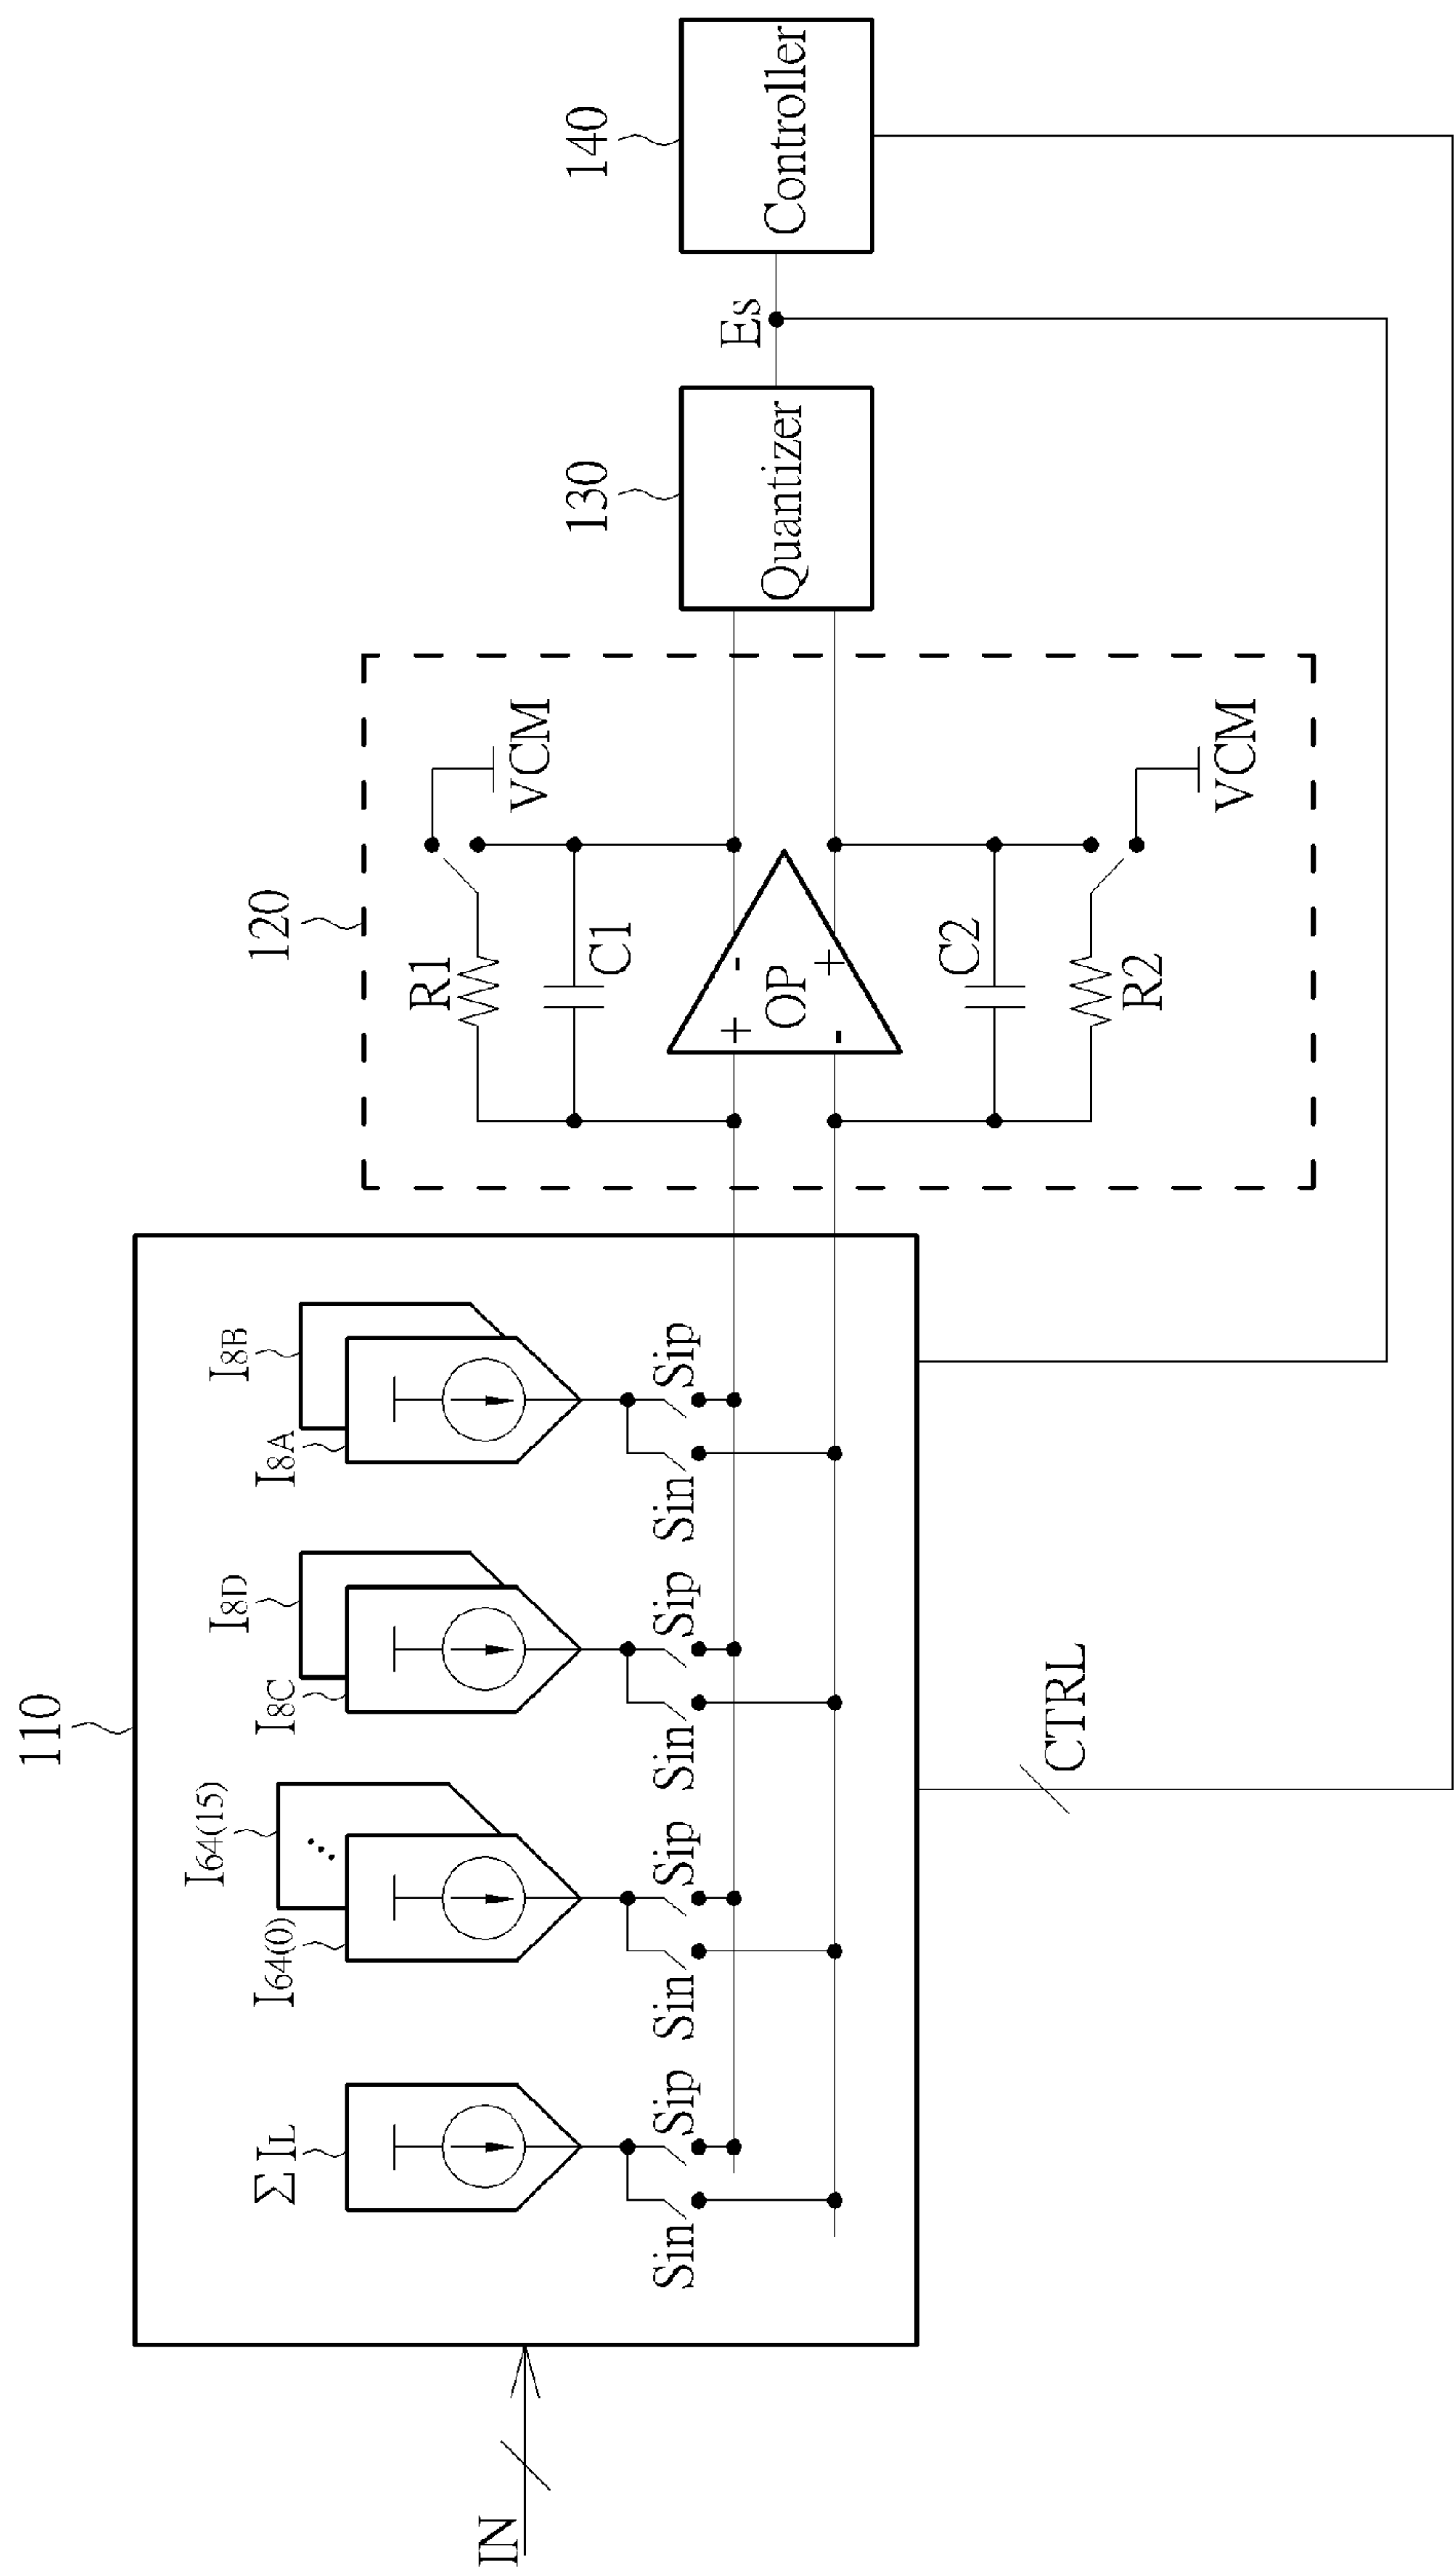 110
120
130
140
IN
Σ IL
I64(0)
I64(15)
I8C
I8D
I8A
I8B
Sin
Sip
Sin
Sip
Sin
Sip
Sin
Sip
R1
C1
VCM
+
-
OP
-
+
C2
R2
VCM
Quantizer
Es
Controller
CTRL